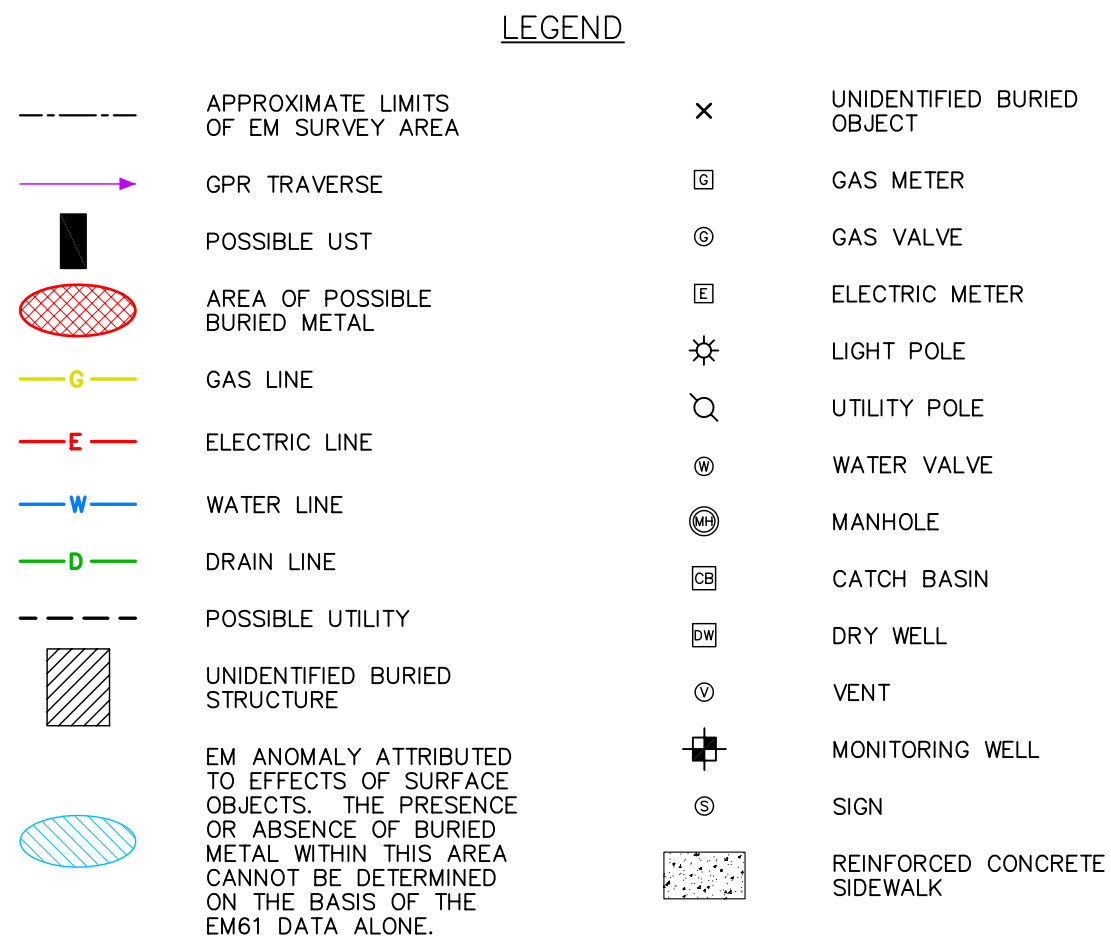 LEGEND
APPROXIMATE LIMITS
OF EM SURVEY AREA
GPR TRAVERSE
POSSIBLE UST
AREA OF POSSIBLE
BURIED METAL
G GAS LINE
E ELECTRIC LINE
W WATER LINE
D DRAIN LINE
POSSIBLE UTILITY
UNIDENTIFIED BURIED
STRUCTURE
EM ANOMALY ATTRIBUTED
TO EFFECTS OF SURFACE
OBJECTS. THE PRESENCE
OR ABSENCE OF BURIED
METAL WITHIN THIS AREA
CANNOT BE DETERMINED
ON THE BASIS OF THE
EM61 DATA ALONE.
UNIDENTIFIED BURIED
OBJECT
G GAS METER
G GAS VALVE
E ELECTRIC METER
LIGHT POLE
UTILITY POLE
W WATER VALVE
MH MANHOLE
CB CATCH BASIN
DW DRY WELL
V VENT
MONITORING WELL
S SIGN
REINFORCED CONCRETE
SIDEWALK